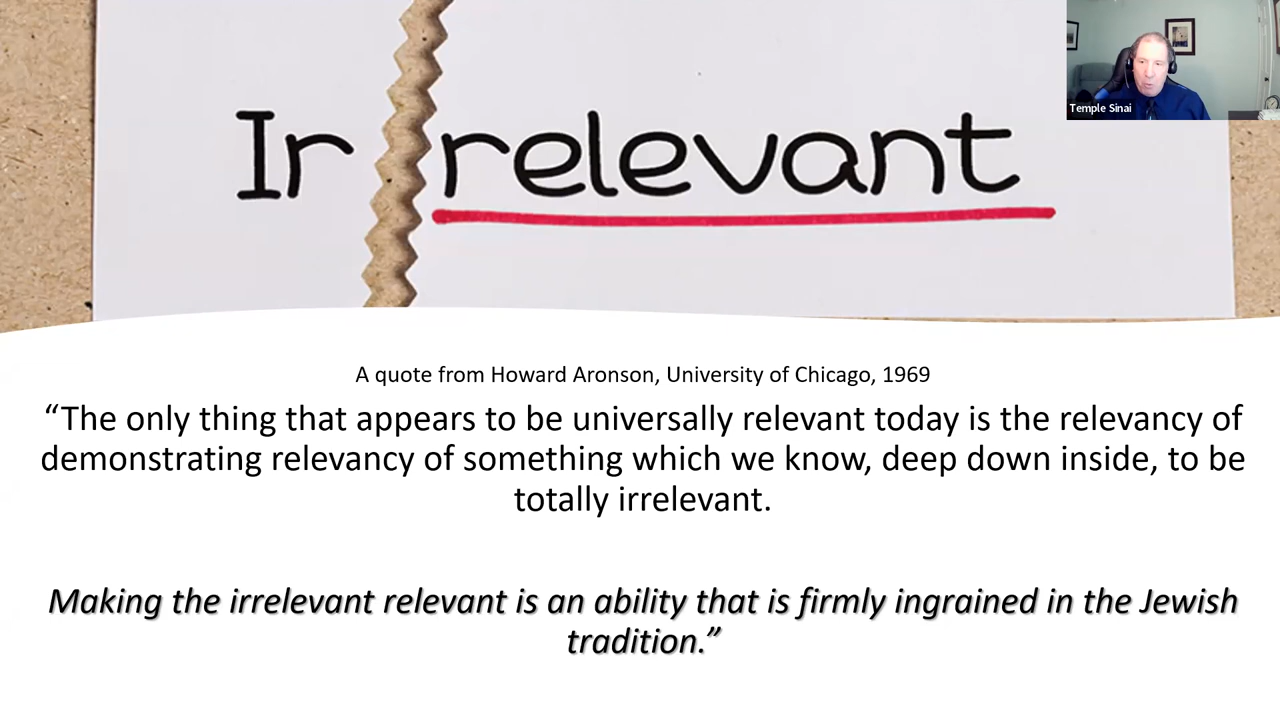 Ir relevant
Temple Sinai
A quote from Howard Aronson, University of Chicago, 1969
“The only thing that appears to be universally relevant today is the relevancy of
demonstrating relevancy of something which we know, deep down inside, to be
totally irrelevant.
Making the irrelevant relevant is an ability that is firmly ingrained in the Jewish
tradition.”